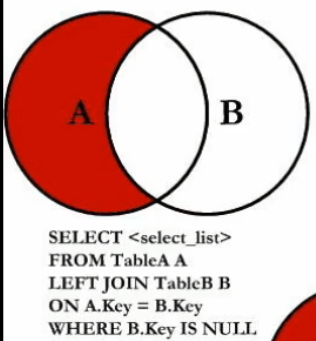 A B
SELECT <select_list>
FROM TableA A
LEFT JOIN TableB B
ON A.Key = B.Key
WHERE B.Key IS NULL